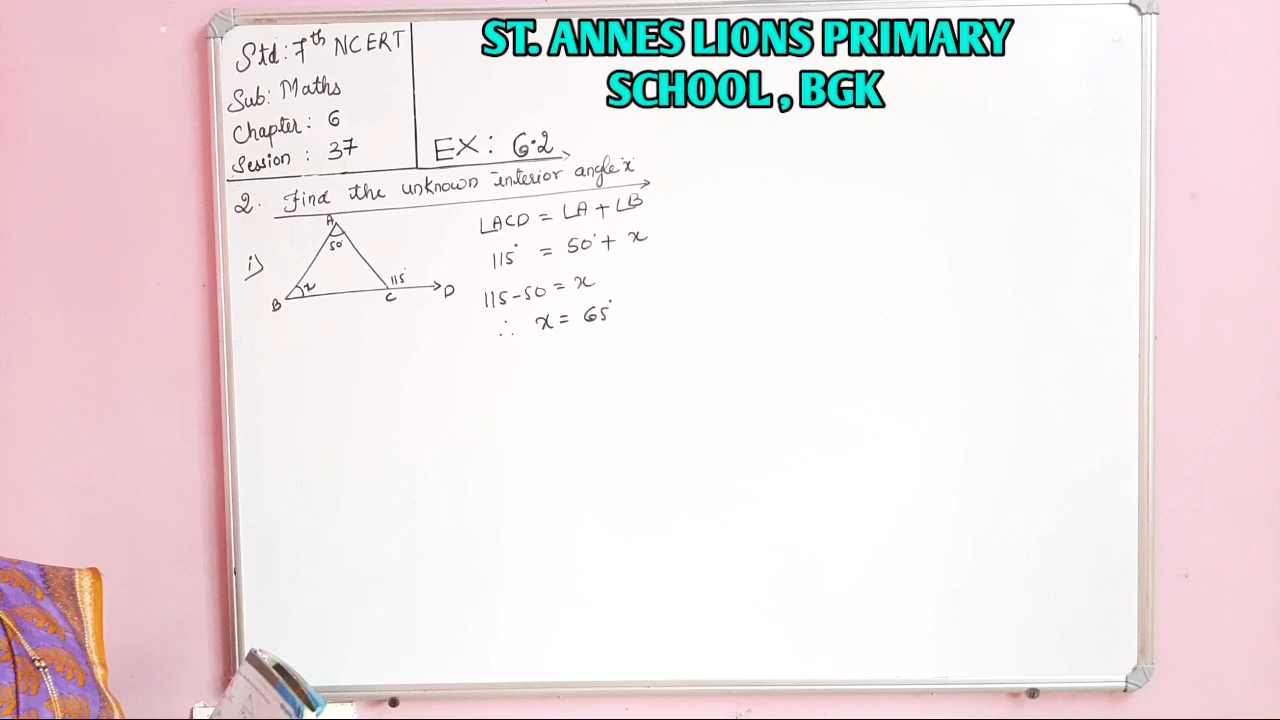 ST. ANNES LIONS PRIMARY
SCHOOL , BGK
Std: 7th NCERT
Sub: Maths
Chapter: 6
Session : 37
EX: 6.2
2. Find the unknown interior angle 'x'
i)
A
50°
B
x
C
115°
D
∠ACD = ∠A + ∠B
115° = 50° + x
115-50 = x
∴ x = 65°